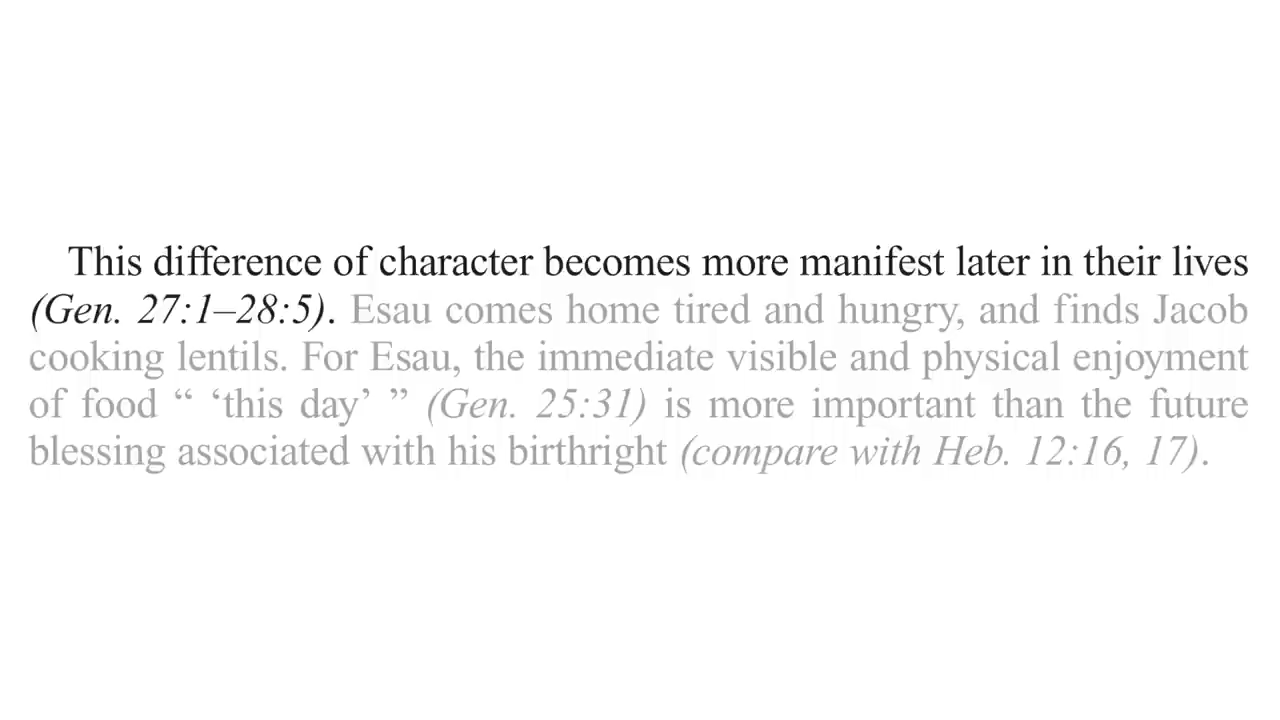 This difference of character becomes more manifest later in their lives
(Gen. 27:1–28:5). Esau comes home tired and hungry, and finds Jacob
cooking lentils. For Esau, the immediate visible and physical enjoyment
of food “ ‘this day’ ” (Gen. 25:31) is more important than the future
blessing associated with his birthright (compare with Heb. 12:16, 17).